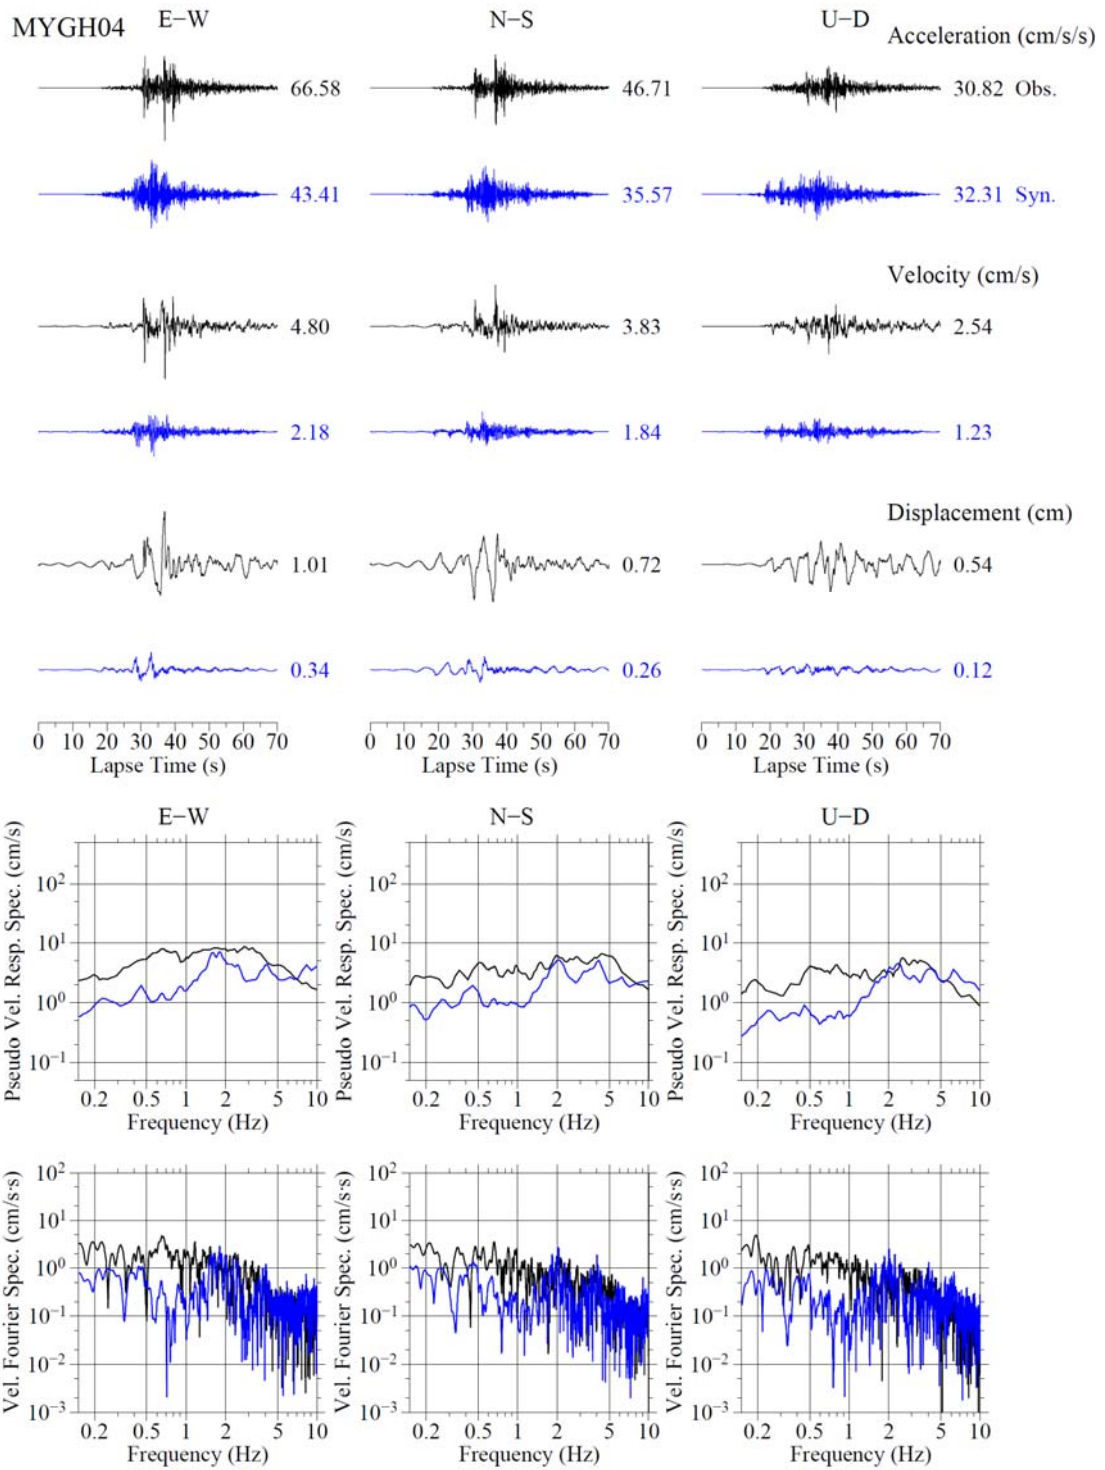 MYGH04
E−W N−S U−D
Acceleration (cm/s/s)
66.58 46.71 30.82 Obs.
43.41 35.57 32.31 Syn.
Velocity (cm/s)
4.80 3.83 2.54
2.18 1.84 1.23
Displacement (cm)
1.01 0.72 0.54
0.34 0.26 0.12
0 10 20 30 40 50 60 70 0 10 20 30 40 50 60 70 0 10 20 30 40 50 60 70
Lapse Time (s) Lapse Time (s) Lapse Time (s)
E−W N−S U−D
Pseudo Vel. Resp. Spec. (cm/s)
10² 
10¹
10⁰
10⁻¹
0.2 0.5 1 2 5 10
Frequency (Hz)
Pseudo Vel. Resp. Spec. (cm/s)
10²
10¹
10⁰
10⁻¹
0.2 0.5 1 2 5 10
Frequency (Hz)
Pseudo Vel. Resp. Spec. (cm/s)
10²
10¹
10⁰
10⁻¹
0.2 0.5 1 2 5 10
Frequency (Hz)
Vel. Fourier Spec. (cm/s·s)
10²
10¹
10⁰
10⁻¹
10⁻²
10⁻³
0.2 0.5 1 2 5 10
Frequency (Hz)
Vel. Fourier Spec. (cm/s·s)
10²
10¹
10⁰
10⁻¹
10⁻²
10⁻³
0.2 0.5 1 2 5 10
Frequency (Hz)
Vel. Fourier Spec. (cm/s·s)
10²
10¹
10⁰
10⁻¹
10⁻²
10⁻³
0.2 0.5 1 2 5 10
Frequency (Hz)